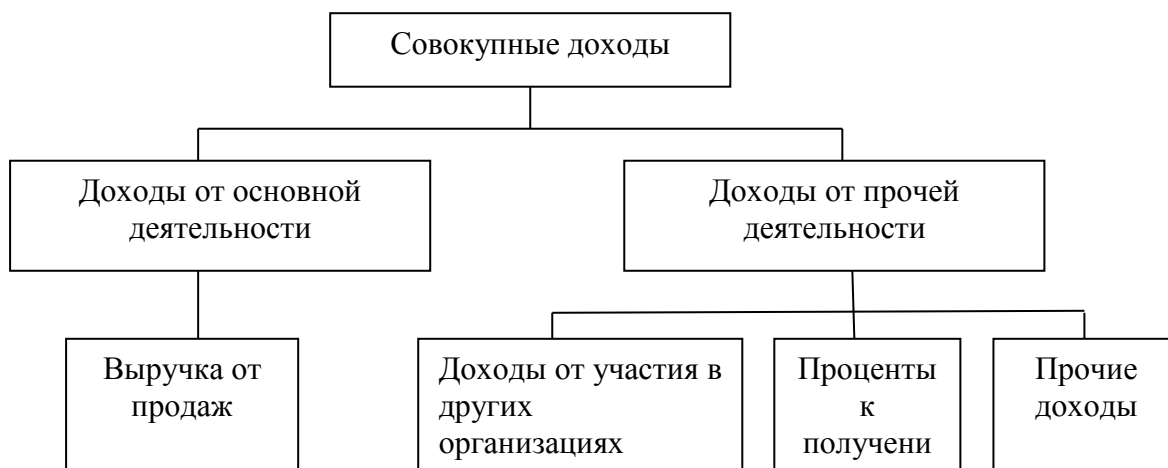 Совокупные доходы
Доходы от основной
деятельности
Доходы от прочей
деятельности
Выручка от
продаж
Доходы от участия в
других
организациях
Проценты
к
получени
Прочие
доходы